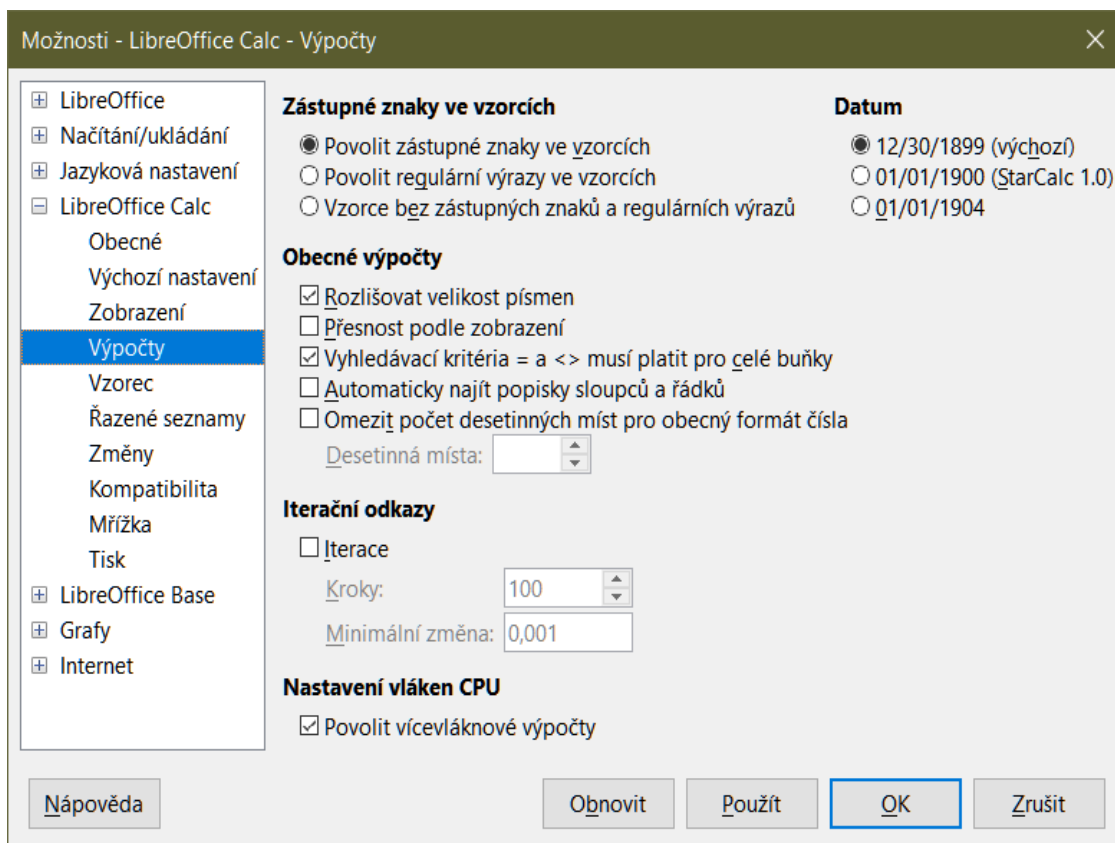 Možnosti - LibreOffice Calc - Výpočty
LibreOffice
Načítání/ukládání
Jazyková nastavení
LibreOffice Calc
Obecné
Výchozí nastavení
Zobrazení
Výpočty
Vzorec
Řazené seznamy
Změny
Kompatibilita
Mřížka
Tisk
LibreOffice Base
Grafy
Internet
Zástupné znaky ve vzorcích
Povolit zástupné znaky ve vzorcích
Povolit regulární výrazy ve vzorcích
Vzorce bez zástupných znaků a regulárních výrazů
Datum
12/30/1899 (výchozí)
01/01/1900 (StarCalc 1.0)
01/01/1904
Obecné výpočty
Rozlišovat velikost písmen
Přesnost podle zobrazení
Vyhledávací kritéria = a <> musí platit pro celé buňky
Automaticky najít popisky sloupců a řádků
Omezit počet desetinných míst pro obecný formát čísla
Desetinná místa:
Iterační odkazy
Iterace
Kroky: 100
Minimální změna: 0,001
Nastavení vláken CPU
Povolit vícevláknové výpočty
Nápověda Obnovit Použít OK Zrušit